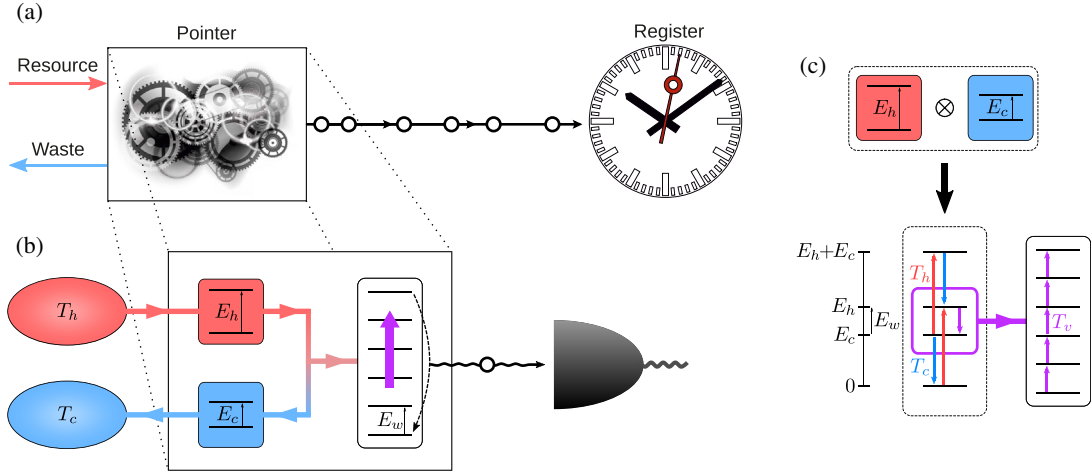 (a)
Pointer
Resource
Waste
Register
(b)
T_h
E_h
T_c
E_c
E_w
(c)
E_h
⊗
E_c
E_h+E_c
E_h
E_c
0
E_w
T_h
T_c
T_v